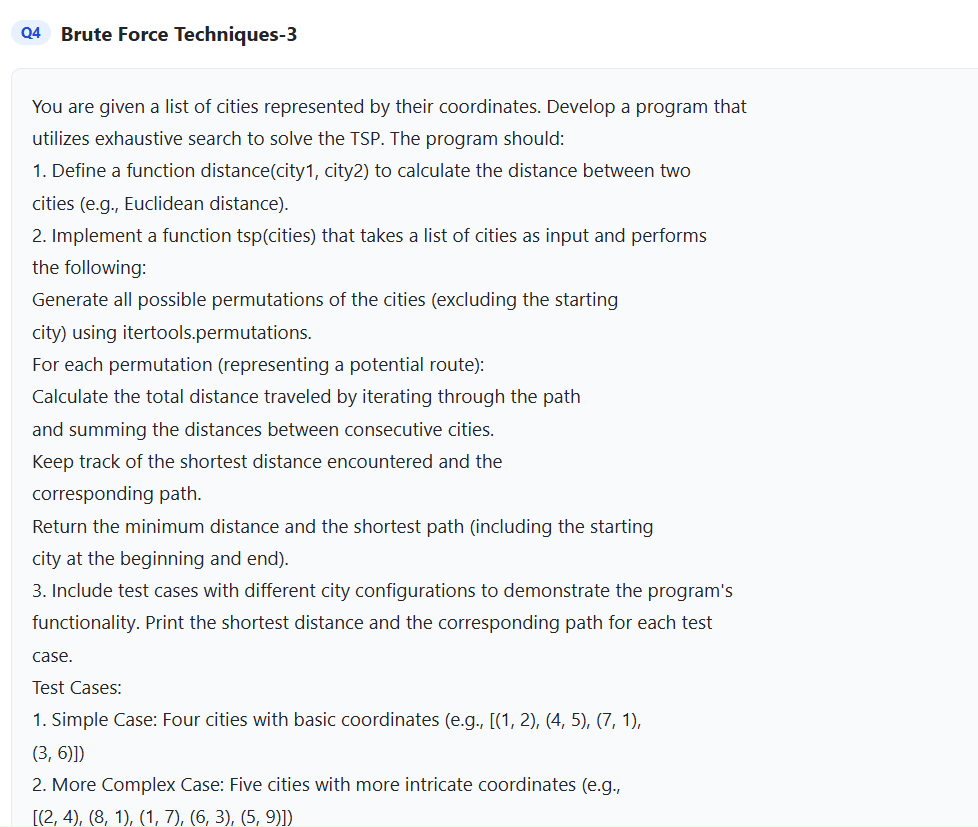 Q4 Brute Force Techniques-3
You are given a list of cities represented by their coordinates. Develop a program that
utilizes exhaustive search to solve the TSP. The program should:
1. Define a function distance(city1, city2) to calculate the distance between two
cities (e.g., Euclidean distance).
2. Implement a function tsp(cities) that takes a list of cities as input and performs
the following:
Generate all possible permutations of the cities (excluding the starting
city) using itertools.permutations.
For each permutation (representing a potential route):
Calculate the total distance traveled by iterating through the path
and summing the distances between consecutive cities.
Keep track of the shortest distance encountered and the
corresponding path.
Return the minimum distance and the shortest path (including the starting
city at the beginning and end).
3. Include test cases with different city configurations to demonstrate the program's
functionality. Print the shortest distance and the corresponding path for each test
case.
Test Cases:
1. Simple Case: Four cities with basic coordinates (e.g., [(1, 2), (4, 5), (7, 1),
(3, 6)])
2. More Complex Case: Five cities with more intricate coordinates (e.g.,
[(2, 4), (8, 1), (1, 7), (6, 3), (5, 9)])